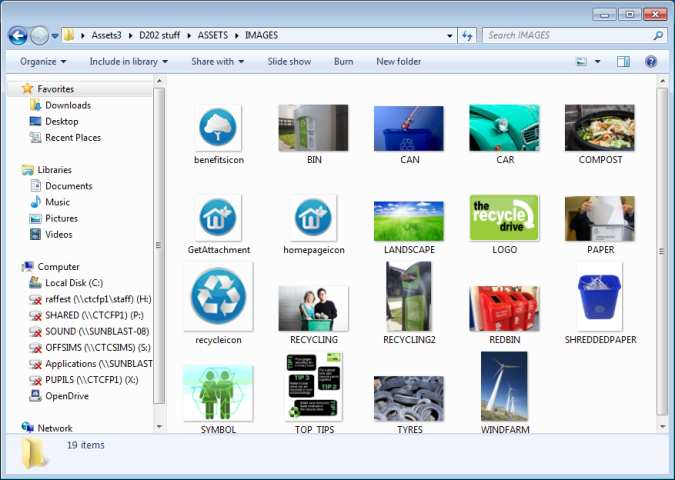 Assets3 D202 stuff ASSETS IMAGES Search IMAGES
Organize Include in library Share with Slide show Burn New folder
Favorites
Downloads
Desktop
Recent Places
Libraries
Documents
Music
Pictures
Videos
Computer
Local Disk (C:)
raffest (\\ctcfp1\staff) (H:)
SHARED (\\CTCFP1) (P:)
SOUND (\\SUNBLAST-08)
OFFSIMS (\\CTCSIMS) (S:)
Applications (\\SUNBLAST
PUPILS (\\CTCFP1) (X:)
OpenDrive
Network
benefitsicon BIN CAN CAR COMPOST
the
recycle
drive
GetAttachment homepageicon LANDSCAPE LOGO PAPER
recycleicon RECYCLING RECYCLING2 REDBIN SHREDDEDPAPER
TIP 3
TIP 2
SYMBOL TOP TIPS TYRES WINDFARM
19 items